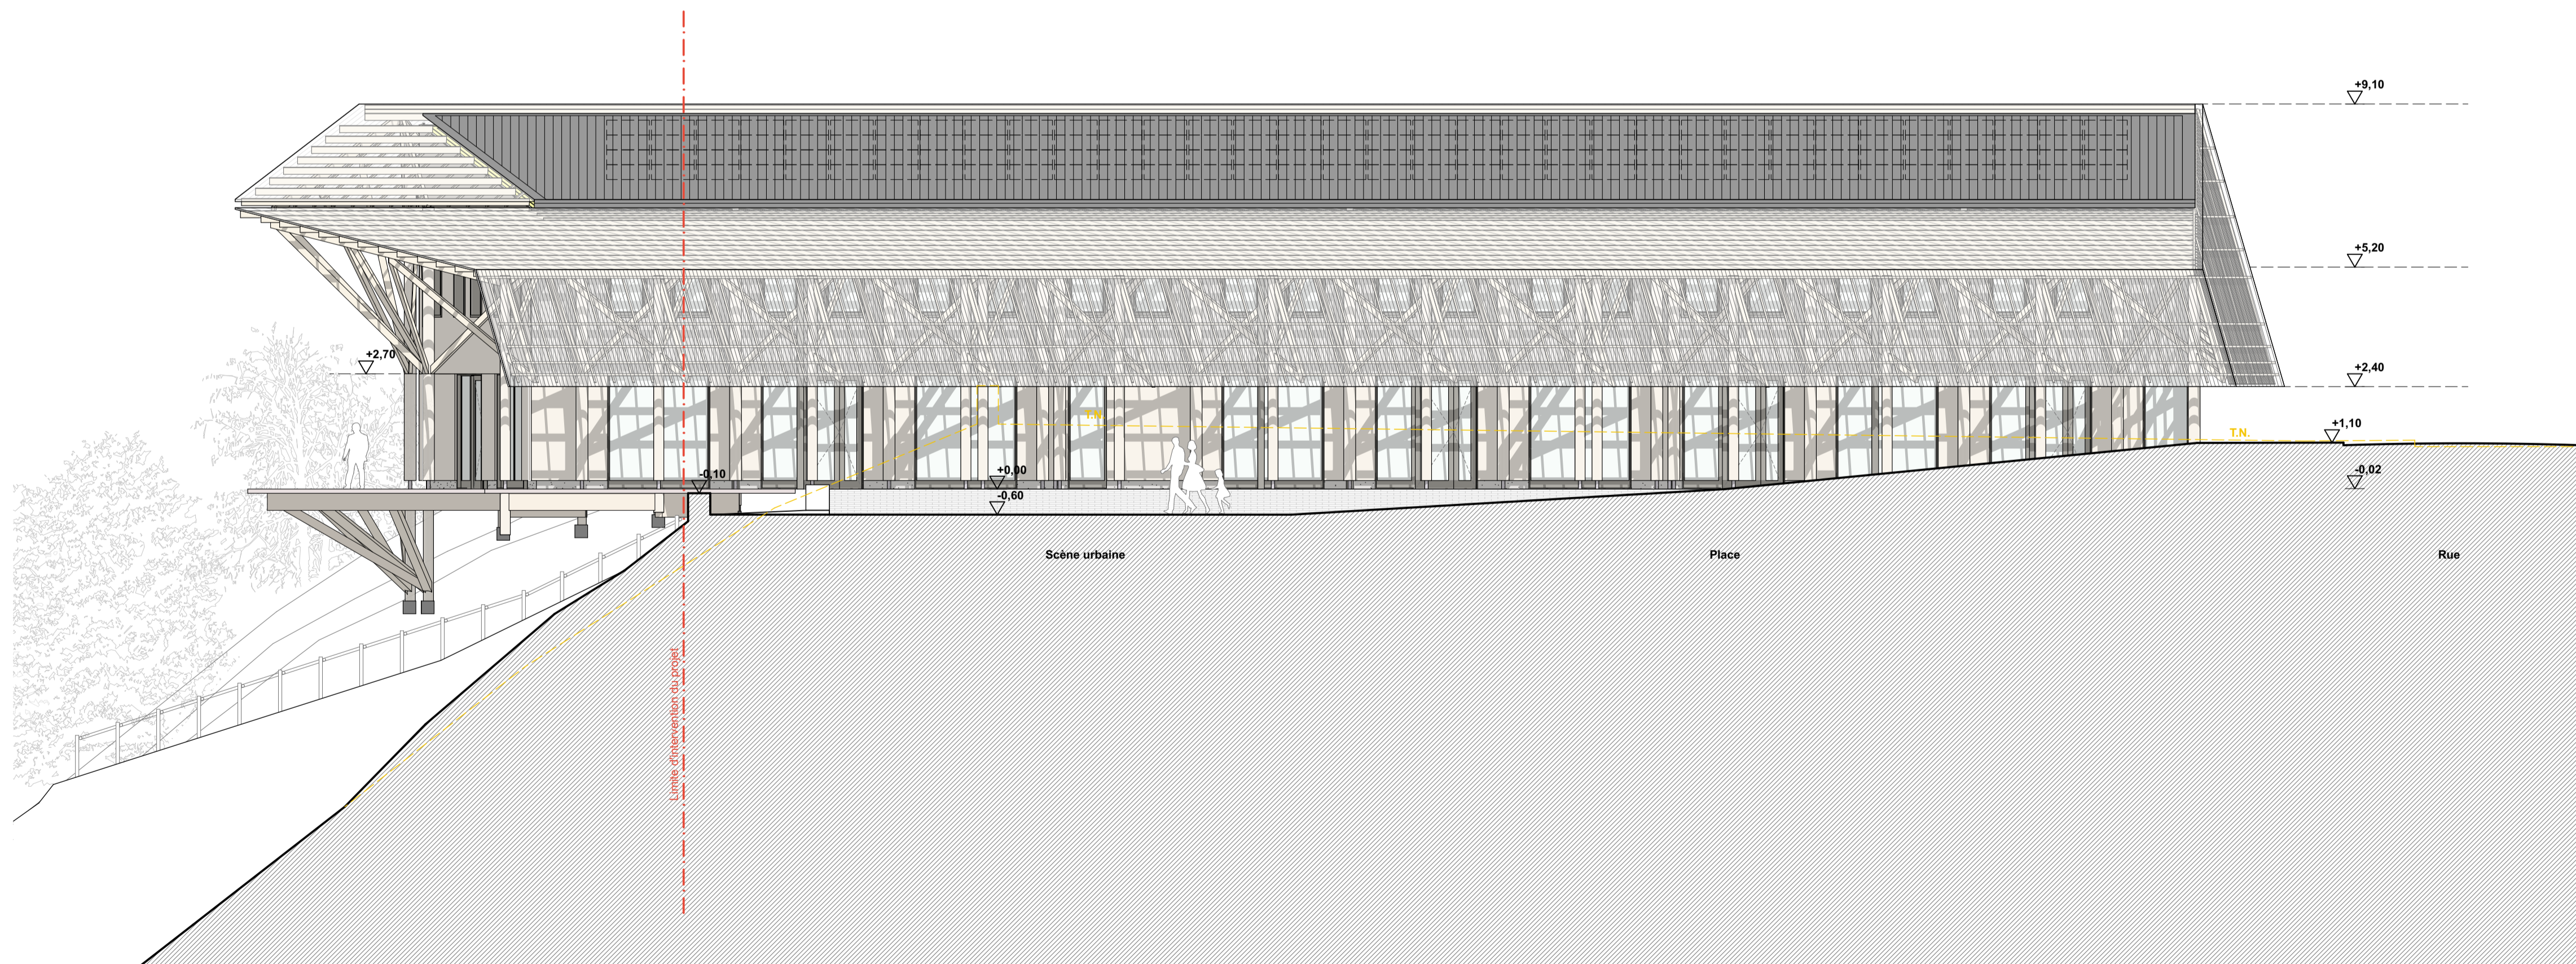 +9,10
+5,20
+2,70
+2,40
T.N.
T.N.
+1,10
-0,10
+0,00
-0,02
-0,60
Scène urbaine
Place
Rue
Limite d'intervention du projet